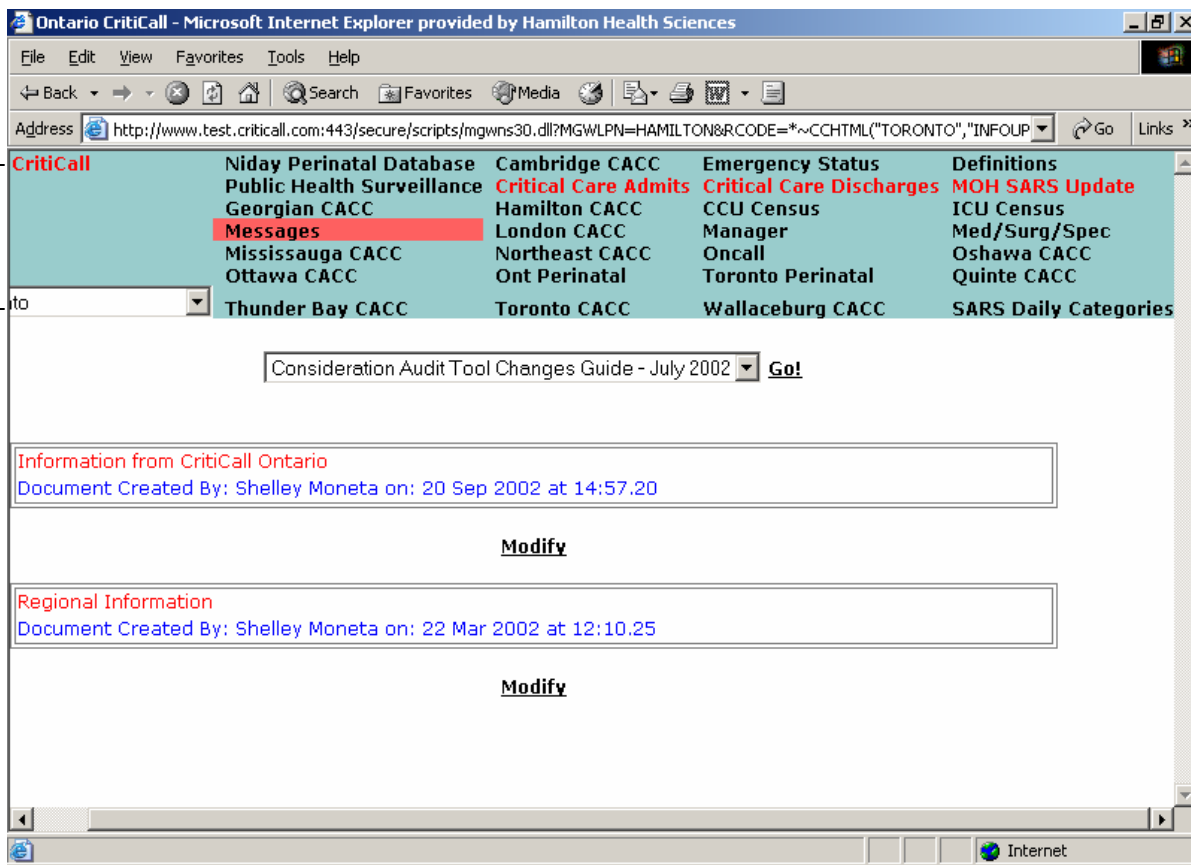 Ontario CritiCall - Microsoft Internet Explorer provided by Hamilton Health Sciences
File Edit View Favorites Tools Help
Back Search Favorites Media
Address http://www.test.criticall.com:443/secure/scripts/mgwns30.dll?MGWLPN=HAMILTON&RCODE=*~CCHTML("TORONTO","INFOUP Go Links »
CritiCall Niday Perinatal Database Cambridge CACC Emergency Status Definitions
Public Health Surveillance Critical Care Admits Critical Care Discharges MOH SARS Update
Georgian CACC Hamilton CACC CCU Census ICU Census
Messages London CACC Manager Med/Surg/Spec
Mississauga CACC Northeast CACC Oncall Oshawa CACC
Ottawa CACC Ont Perinatal Toronto Perinatal Quinte CACC
nto Thunder Bay CACC Toronto CACC Wallaceburg CACC SARS Daily Categories
Consideration Audit Tool Changes Guide - July 2002 Go!
Information from CritiCall Ontario
Document Created By: Shelley Moneta on: 20 Sep 2002 at 14:57.20
Modify
Regional Information
Document Created By: Shelley Moneta on: 22 Mar 2002 at 12:10.25
Modify
Internet